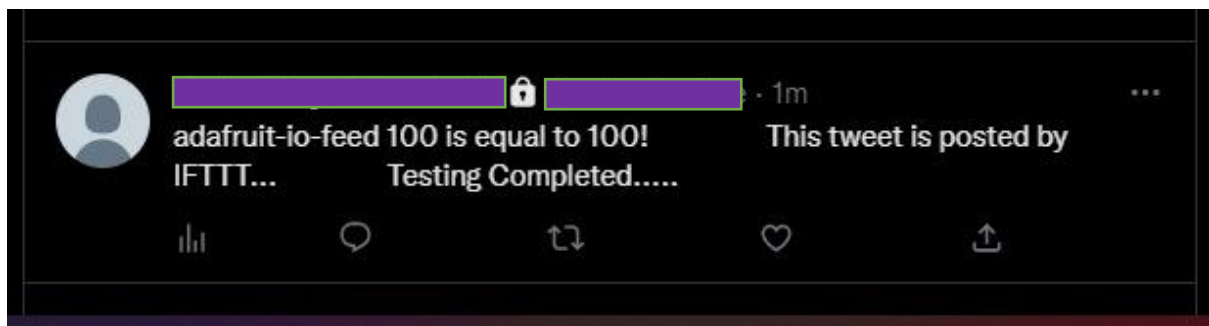 · 1m
adafruit-io-feed 100 is equal to 100! This tweet is posted by
IFTTT... Testing Completed.....